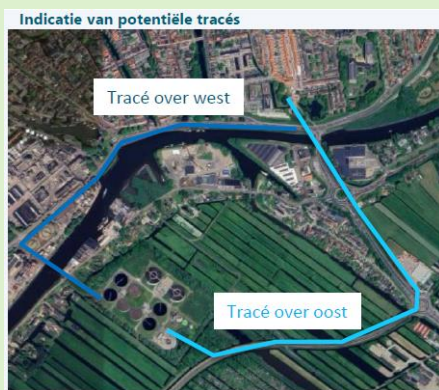 Indicatie van potentiële tracés
Tracé over west
Tracé over oost